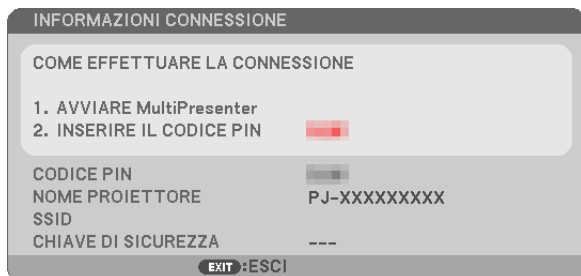 INFORMAZIONI CONNESSIONE
COME EFFETTUARE LA CONNESSIONE
1. AVVIARE MultiPresenter
2. INSERIRE IL CODICE PIN
CODICE PIN
NOME PROIETTORE PJ-XXXXXXXXX
SSID
CHIAVE DI SICUREZZA ---
EXIT :ESCI